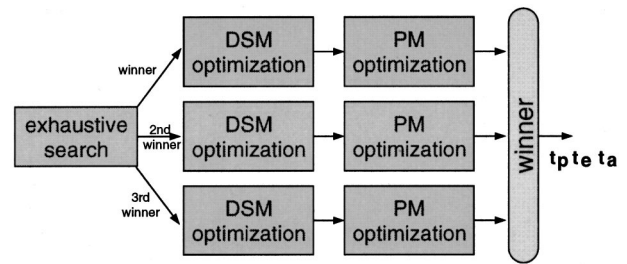 DSM
optimization
PM
optimization
winner
exhaustive
search
2nd
winner
DSM
optimization
PM
optimization
winner
tp te ta
3rd
winner
DSM
optimization
PM
optimization